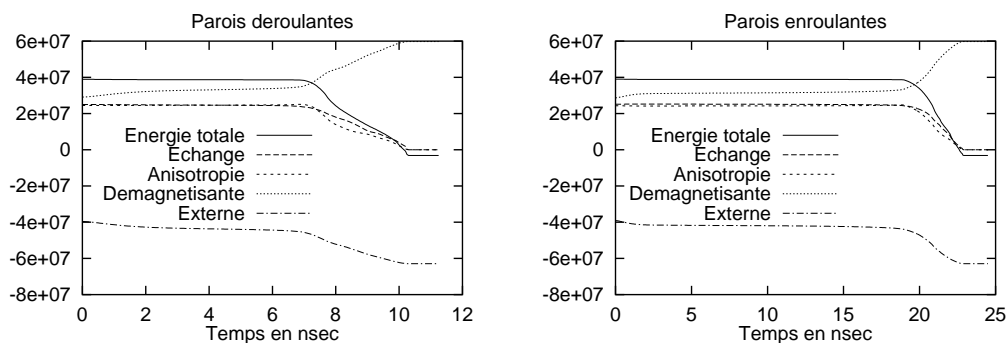 Parois deroulantes
6e+07
4e+07
2e+07
0
-2e+07
-4e+07
-6e+07
-8e+07
Energie totale
Echange
Anisotropie
Demagnetisante
Externe
0 2 4 6 8 10 12
Temps en nsec
Parois enroulantes
6e+07
4e+07
2e+07
0
-2e+07
-4e+07
-6e+07
-8e+07
Energie totale
Echange
Anisotropie
Demagnetisante
Externe
0 5 10 15 20 25
Temps en nsec